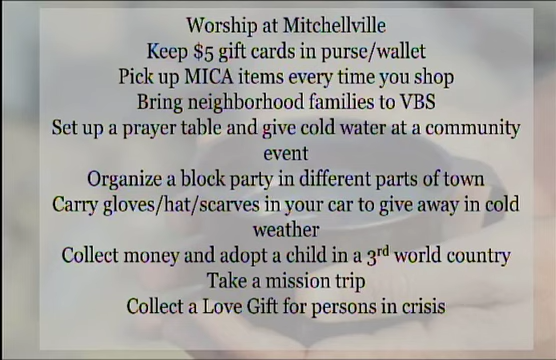 Worship at Mitchellville
Keep $5 gift cards in purse/wallet
Pick up MICA items every time you shop
Bring neighborhood families to VBS
Set up a prayer table and give cold water at a community
event
Organize a block party in different parts of town
Carry gloves/hat/scarves in your car to give away in cold
weather
Collect money and adopt a child in a 3rd world country
Take a mission trip
Collect a Love Gift for persons in crisis